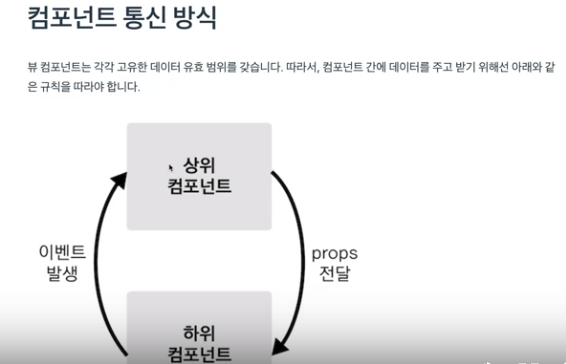 컴포넌트 통신 방식
뷰 컴포넌트는 각각 고유한 데이터 유효 범위를 갖습니다. 따라서, 컴포넌트 간에 데이터를 주고 받기 위해선 아래와 같
은 규칙을 따라야 합니다.
상위
컴포넌트
이벤트
발생
props
전달
하위
컴포넌트